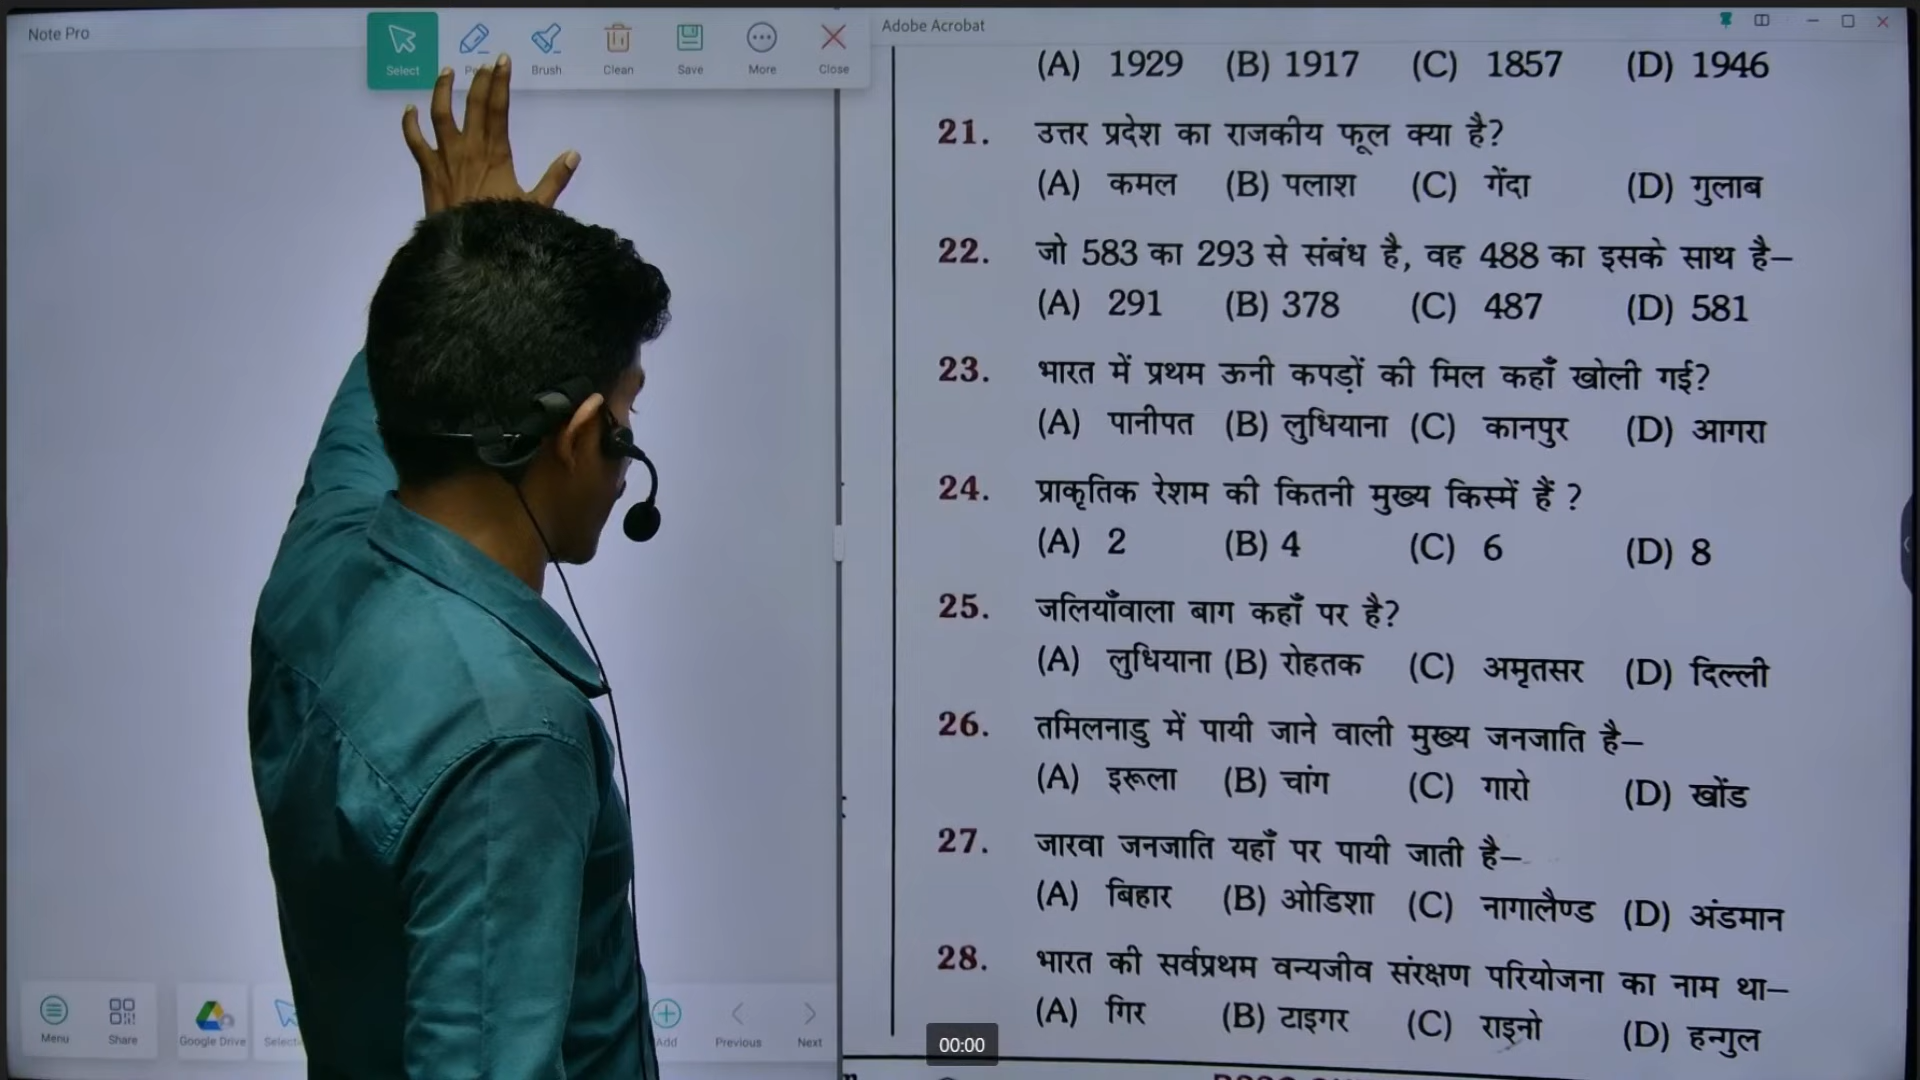 Note Pro
Select
Brush
Clean
Save
More
Close
Adobe Acrobat
(A) 1929 (B) 1917 (C) 1857 (D) 1946
21. उत्तर प्रदेश का राजकीय फूल क्या है?
(A) कमल (B) पलाश (C) गेंदा (D) गुलाब
22. जो 583 का 293 से संबंध है, वह 488 का इसके साथ है–
(A) 291 (B) 378 (C) 487 (D) 581
23. भारत में प्रथम ऊनी कपड़ों की मिल कहाँ खोली गई?
(A) पानीपत (B) लुधियाना (C) कानपुर (D) आगरा
24. प्राकृतिक रेशम की कितनी मुख्य किस्में हैं ?
(A) 2 (B) 4 (C) 6 (D) 8
25. जलियाँवाला बाग कहाँ पर है?
(A) लुधियाना (B) रोहतक (C) अमृतसर (D) दिल्ली
26. तमिलनाडु में पायी जाने वाली मुख्य जनजाति है–
(A) इरूला (B) चांग (C) गारो (D) खोंड
27. जारवा जनजाति यहाँ पर पायी जाती है–
(A) बिहार (B) ओडिशा (C) नागालैण्ड (D) अंडमान
28. भारत की सर्वप्रथम वन्यजीव संरक्षण परियोजना का नाम था–
(A) गिर (B) टाइगर (C) राइनो (D) हन्गुल
Menu
Share
Google Drive
Add
Previous
Next
00:00